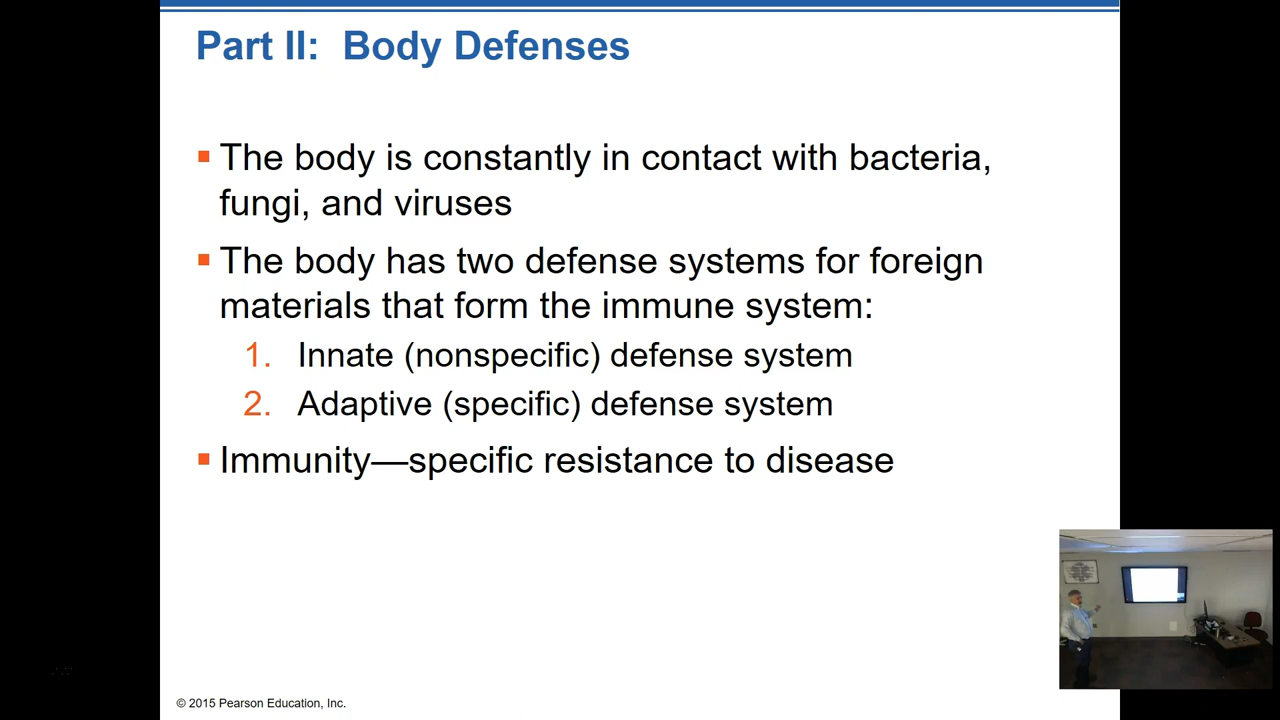 Part II: Body Defenses
The body is constantly in contact with bacteria,
fungi, and viruses
The body has two defense systems for foreign
materials that form the immune system:
1. Innate (nonspecific) defense system
2. Adaptive (specific) defense system
Immunity—specific resistance to disease
© 2015 Pearson Education, Inc.